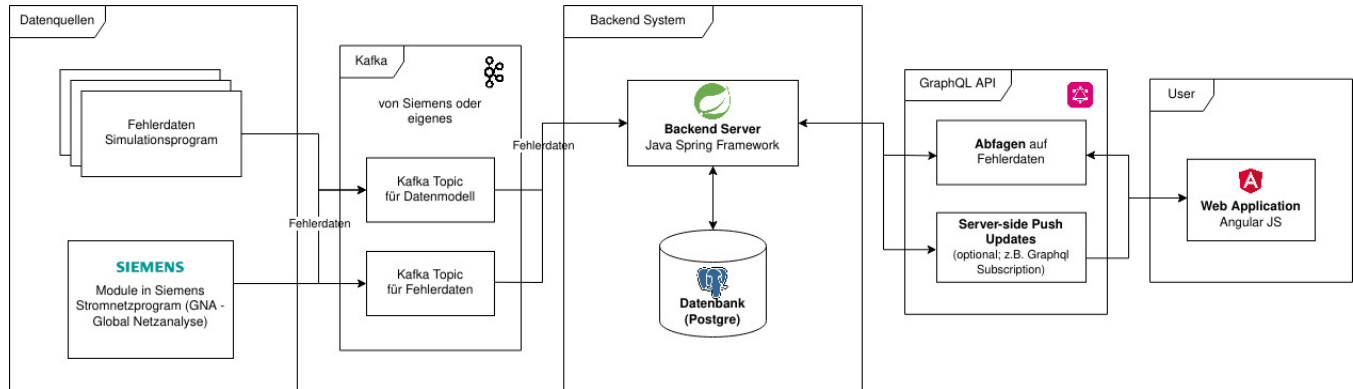 Datenquellen
Fehlerdaten
Simulationsprogram
SIEMENS
Module in Siemens
Stromnetzprogram (GNA -
Global Netzanalyse)
Fehlerdaten
Kafka
von Siemens oder
eigenes
Kafka Topic
für Datenmodell
Kafka Topic
für Fehlerdaten
Fehlerdaten
Backend System
Backend Server
Java Spring Framework
Datenbank
(Postgre)
GraphQL API
Abfagen auf
Fehlerdaten
Server-side Push
Updates
(optional; z.B. Graphql
Subscription)
User
Web Application
Angular JS